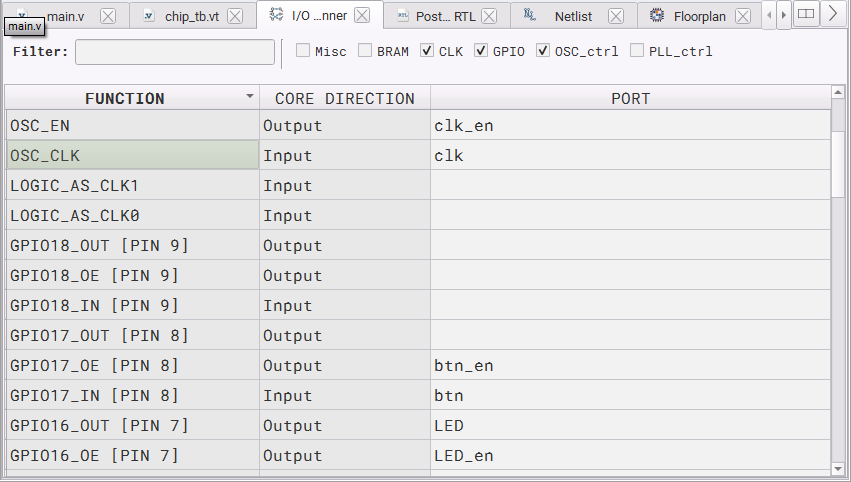 main.v chip_tb.vt I/O ...nner Post... RTL Netlist Floorplan
main.v
Filter: Misc BRAM CLK GPIO OSC_ctrl PLL_ctrl
FUNCTION CORE DIRECTION PORT
OSC_EN Output clk_en
OSC_CLK Input clk
LOGIC_AS_CLK1 Input
LOGIC_AS_CLK0 Input
GPIO18_OUT [PIN 9] Output
GPIO18_OE [PIN 9] Output
GPIO18_IN [PIN 9] Input
GPIO17_OUT [PIN 8] Output
GPIO17_OE [PIN 8] Output btn_en
GPIO17_IN [PIN 8] Input btn
GPIO16_OUT [PIN 7] Output LED
GPIO16_OE [PIN 7] Output LED_en